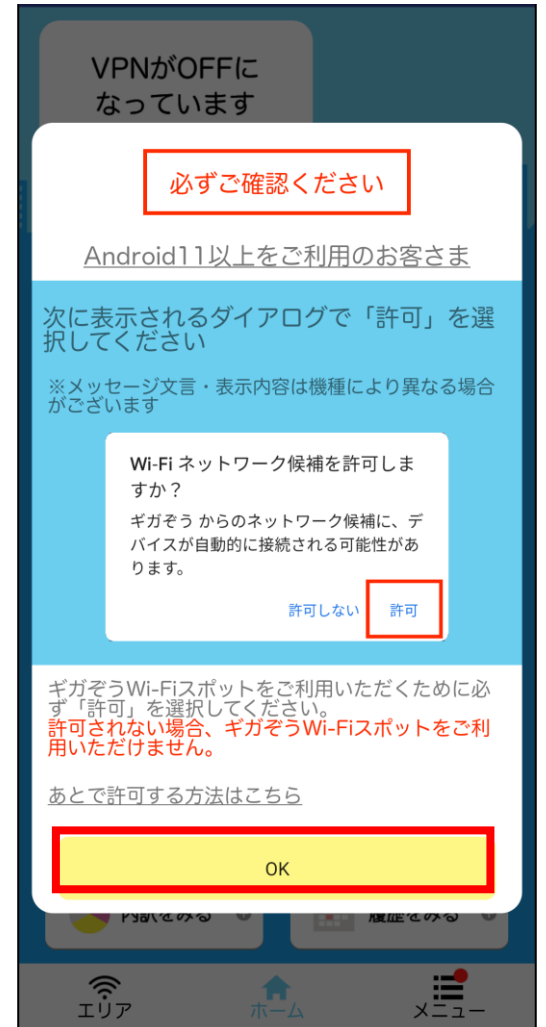 VPNがOFFに
なっています
必ずご確認ください
Android11以上をご利用のお客さま
次に表示されるダイアログで「許可」を選
択してください
※メッセージ文言・表示内容は機種により異なる場合
がございます
Wi-Fi ネットワーク候補を許可しま
すか？
ギガぞう からのネットワーク候補に、デ
バイスが自動的に接続される可能性があ
ります。
許可しない 許可
ギガぞうWi-Fiスポットをご利用いただくために必
ず「許可」を選択してください。
許可されない場合、ギガぞうWi-Fiスポットをご利
用いただけません。
あとで許可する方法はこちら
OK
内訳をみる 履歴をみる
エリア ホーム メニュー